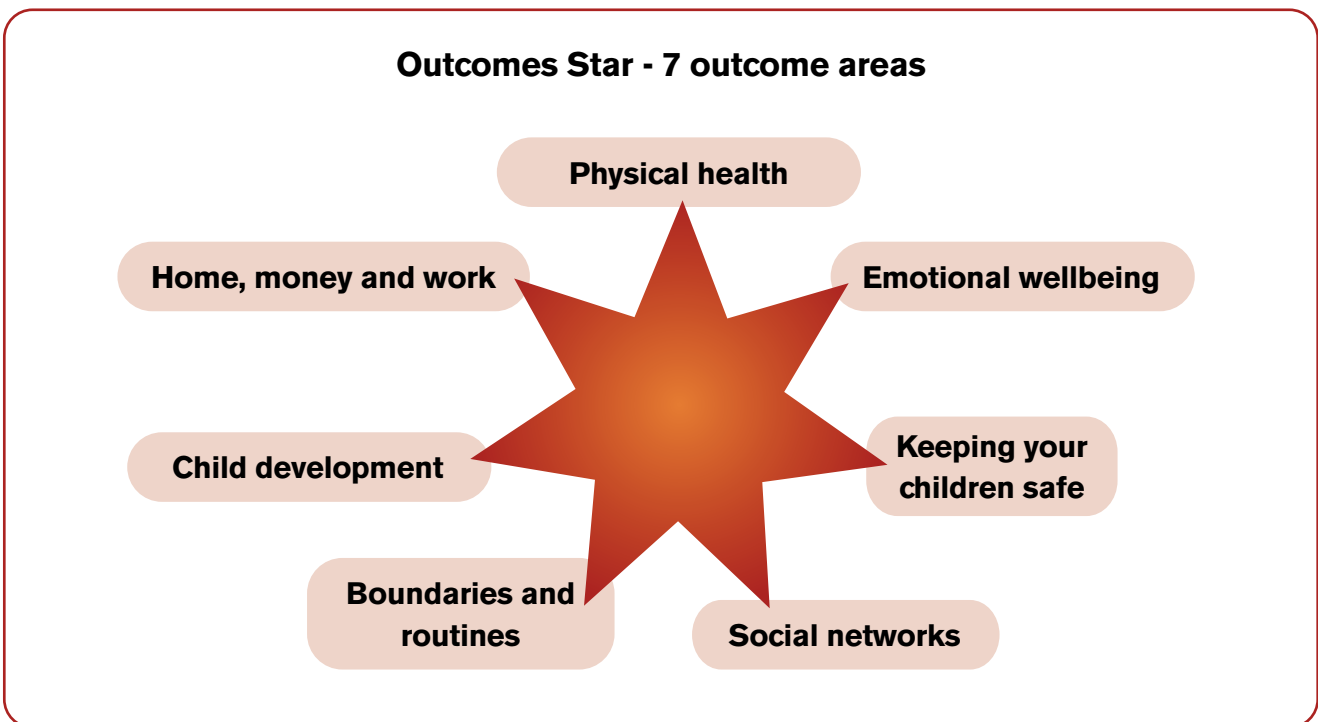 Outcomes Star - 7 outcome areas
Physical health
Home, money and work
Emotional wellbeing
Child development
Keeping your
children safe
Boundaries and
routines
Social networks